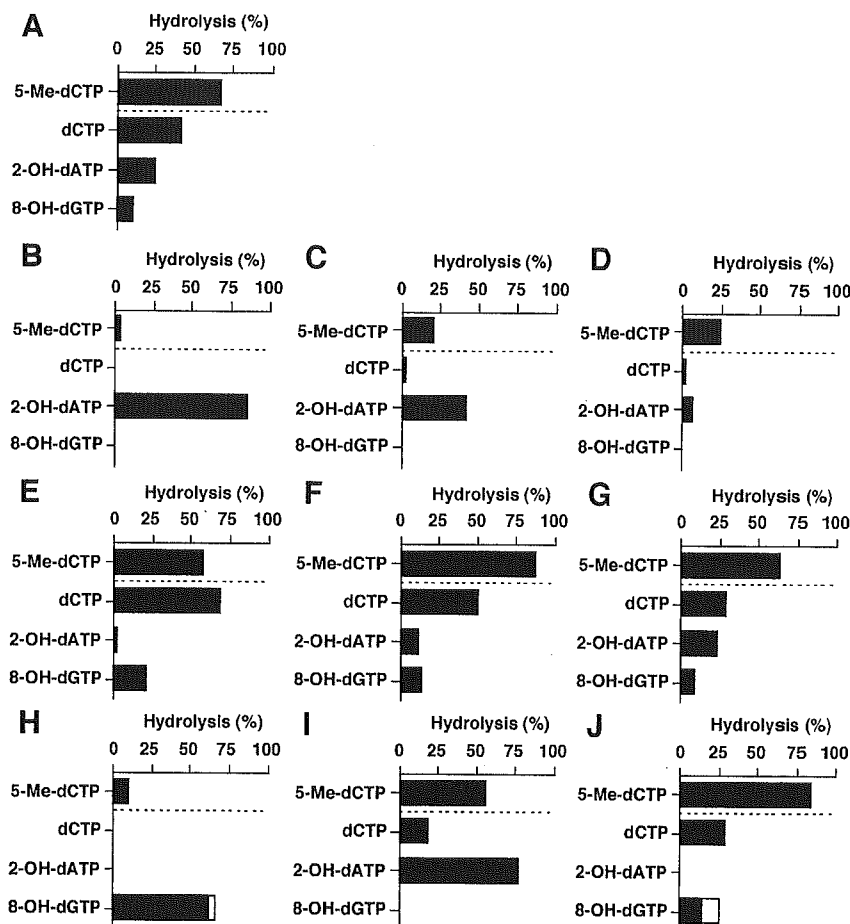 A
Hydrolysis (%)
0 25 50 75 100
5-Me-dCTP
dCTP
2-OH-dATP
8-OH-dGTP
B
Hydrolysis (%)
0 25 50 75 100
5-Me-dCTP
dCTP
2-OH-dATP
8-OH-dGTP
C
Hydrolysis (%)
0 25 50 75 100
5-Me-dCTP
dCTP
2-OH-dATP
8-OH-dGTP
D
Hydrolysis (%)
0 25 50 75 100
5-Me-dCTP
dCTP
2-OH-dATP
8-OH-dGTP
E
Hydrolysis (%)
0 25 50 75 100
5-Me-dCTP
dCTP
2-OH-dATP
8-OH-dGTP
F
Hydrolysis (%)
0 25 50 75 100
5-Me-dCTP
dCTP
2-OH-dATP
8-OH-dGTP
G
Hydrolysis (%)
0 25 50 75 100
5-Me-dCTP
dCTP
2-OH-dATP
8-OH-dGTP
H
Hydrolysis (%)
0 25 50 75 100
5-Me-dCTP
dCTP
2-OH-dATP
8-OH-dGTP
I
Hydrolysis (%)
0 25 50 75 100
5-Me-dCTP
dCTP
2-OH-dATP
8-OH-dGTP
J
Hydrolysis (%)
0 25 50 75 100
5-Me-dCTP
dCTP
2-OH-dATP
8-OH-dGTP